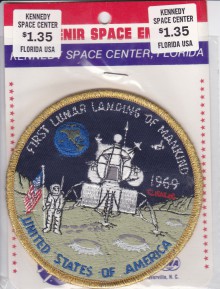 KENNEDY
SPACE CENTER
$1.35
FLORIDA USA
KENNEDY
SPACE CENTER
$1.35
FLORIDA USA
NIR SPACE EM
KENNEDY SPACE CENTER, FLORIDA
FIRST LUNAR LANDING OF MANKIND
1969
UNITED STATES OF AMERICA